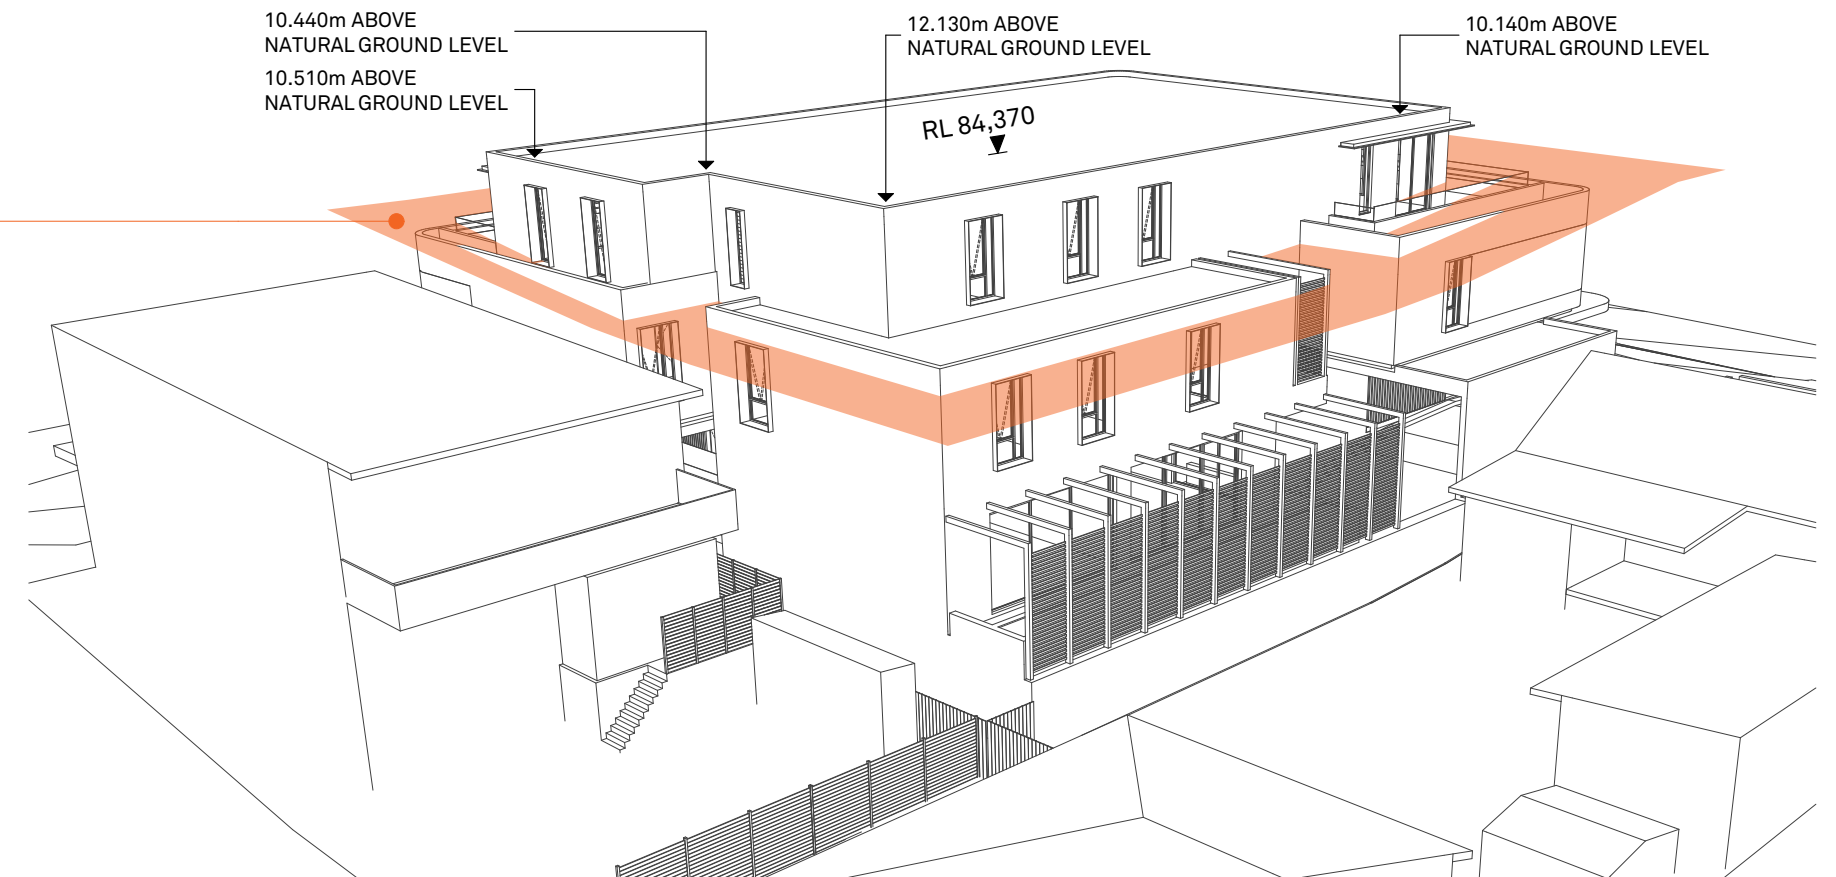 10.440m ABOVE
NATURAL GROUND LEVEL
10.510m ABOVE
NATURAL GROUND LEVEL
12.130m ABOVE
NATURAL GROUND LEVEL
10.140m ABOVE
NATURAL GROUND LEVEL
RL 84,370